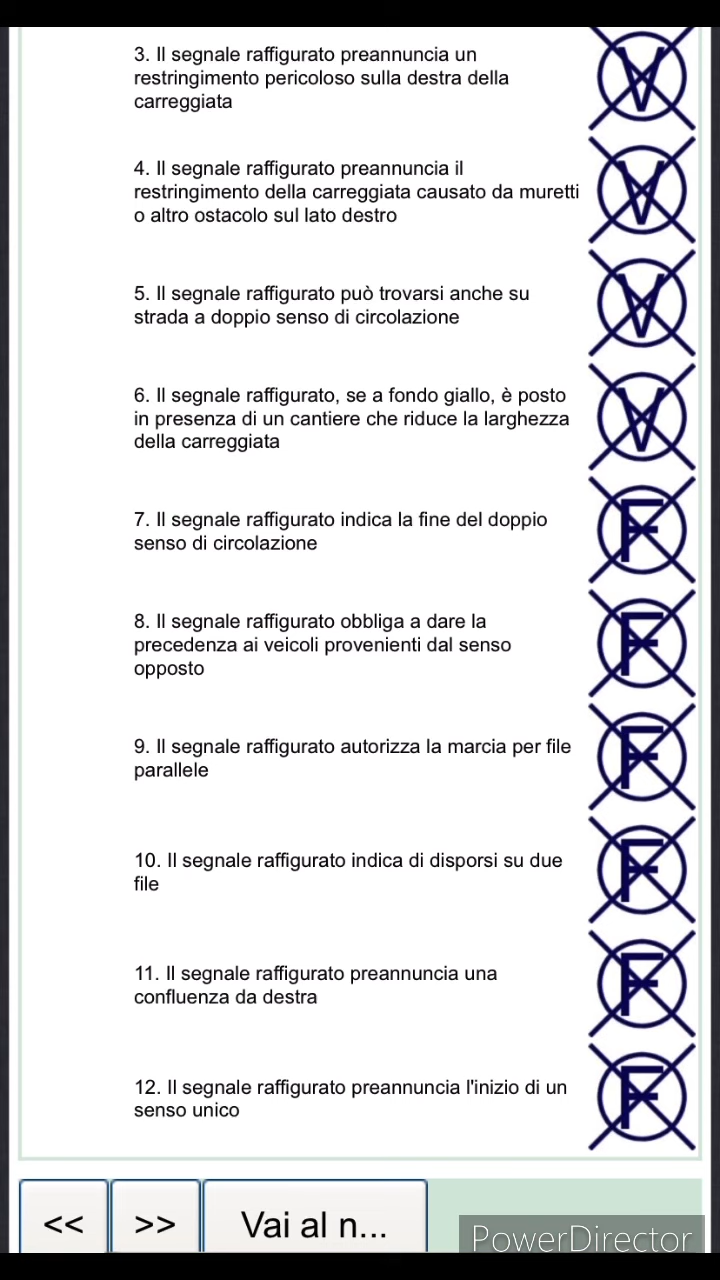 3. Il segnale raffigurato preannuncia un
restringimento pericoloso sulla destra della
carreggiata
V
4. Il segnale raffigurato preannuncia il
restringimento della carreggiata causato da muretti
o altro ostacolo sul lato destro
V
5. Il segnale raffigurato può trovarsi anche su
strada a doppio senso di circolazione
V
6. Il segnale raffigurato, se a fondo giallo, è posto
in presenza di un cantiere che riduce la larghezza
della carreggiata
V
7. Il segnale raffigurato indica la fine del doppio
senso di circolazione
F
8. Il segnale raffigurato obbliga a dare la
precedenza ai veicoli provenienti dal senso
opposto
F
9. Il segnale raffigurato autorizza la marcia per file
parallele
F
10. Il segnale raffigurato indica di disporsi su due
file
F
11. Il segnale raffigurato preannuncia una
confluenza da destra
F
12. Il segnale raffigurato preannuncia l'inizio di un
senso unico
F
<< >> Vai al n...
PowerDirector